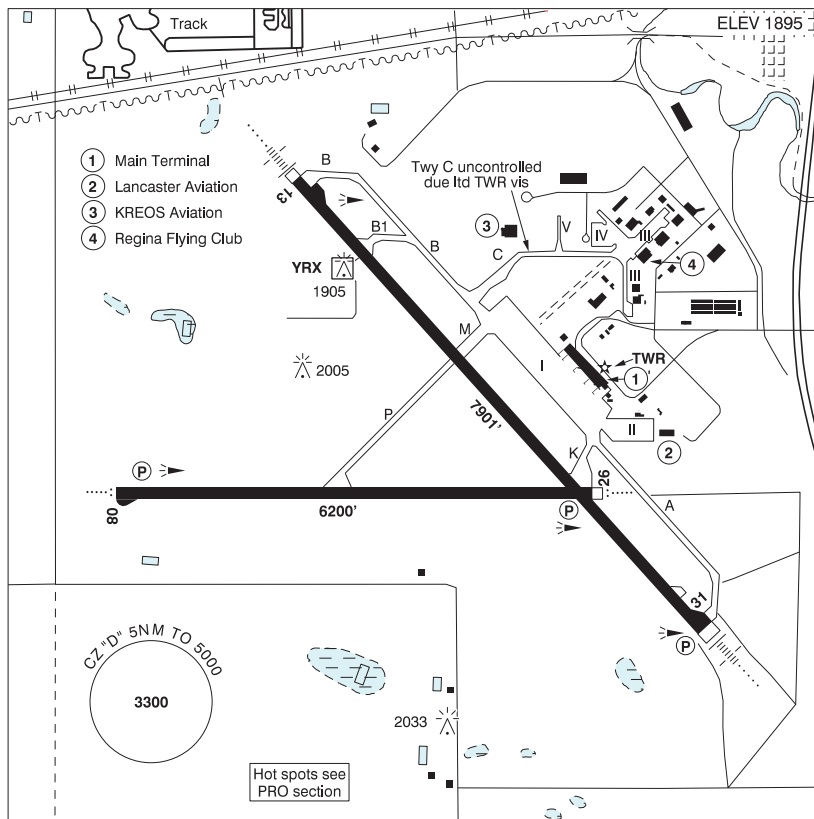 Track
ELEV 1895
1 Main Terminal
2 Lancaster Aviation
3 KREOS Aviation
4 Regina Flying Club
Twy C uncontrolled
due ltd TWR vis
13
B
B1
B
3
V
IV
III
C
III
4
YRX
1905
M
I
TWR
1
2005
P
7901'
II
2
K
P
08
6200'
26
P
A
31
P
CZ "D" 5NM TO 5000
3300
2033
Hot spots see
PRO section